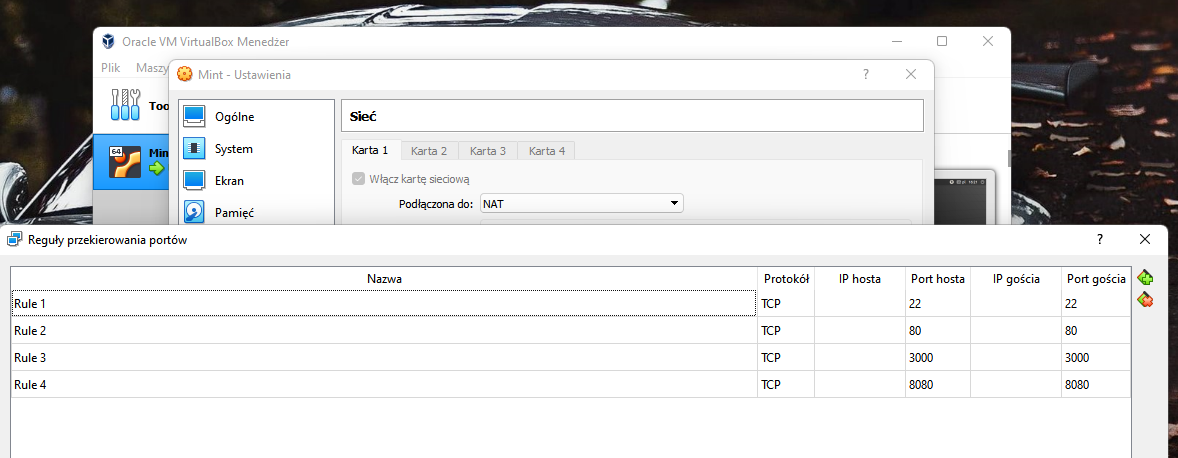 Oracle VM VirtualBox Menedżer
Plik Maszy
Mint - Ustawienia
?
Too
Ogólne
Sieć
64
Min
System
Karta 1 Karta 2 Karta 3 Karta 4
Ekran
Włącz kartę sieciową
Pamięć
Podłączona do: NAT
Reguły przekierowania portów
?
Nazwa Protokół IP hosta Port hosta IP gościa Port gościa
Rule 1 TCP 22 22
Rule 2 TCP 80 80
Rule 3 TCP 3000 3000
Rule 4 TCP 8080 8080